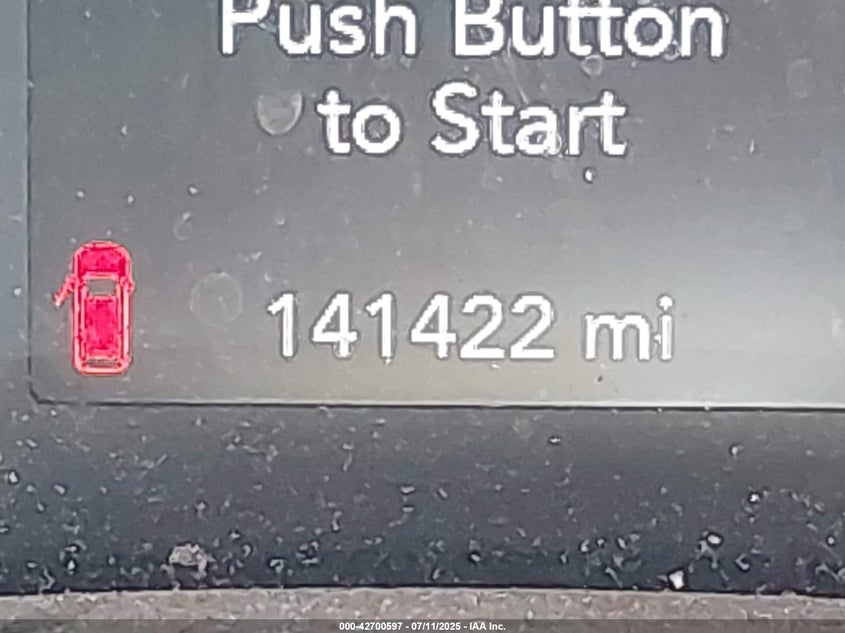 Push Button
to Start
141422 mi
000-42700597 - 07/11/2025 - IAA Inc.